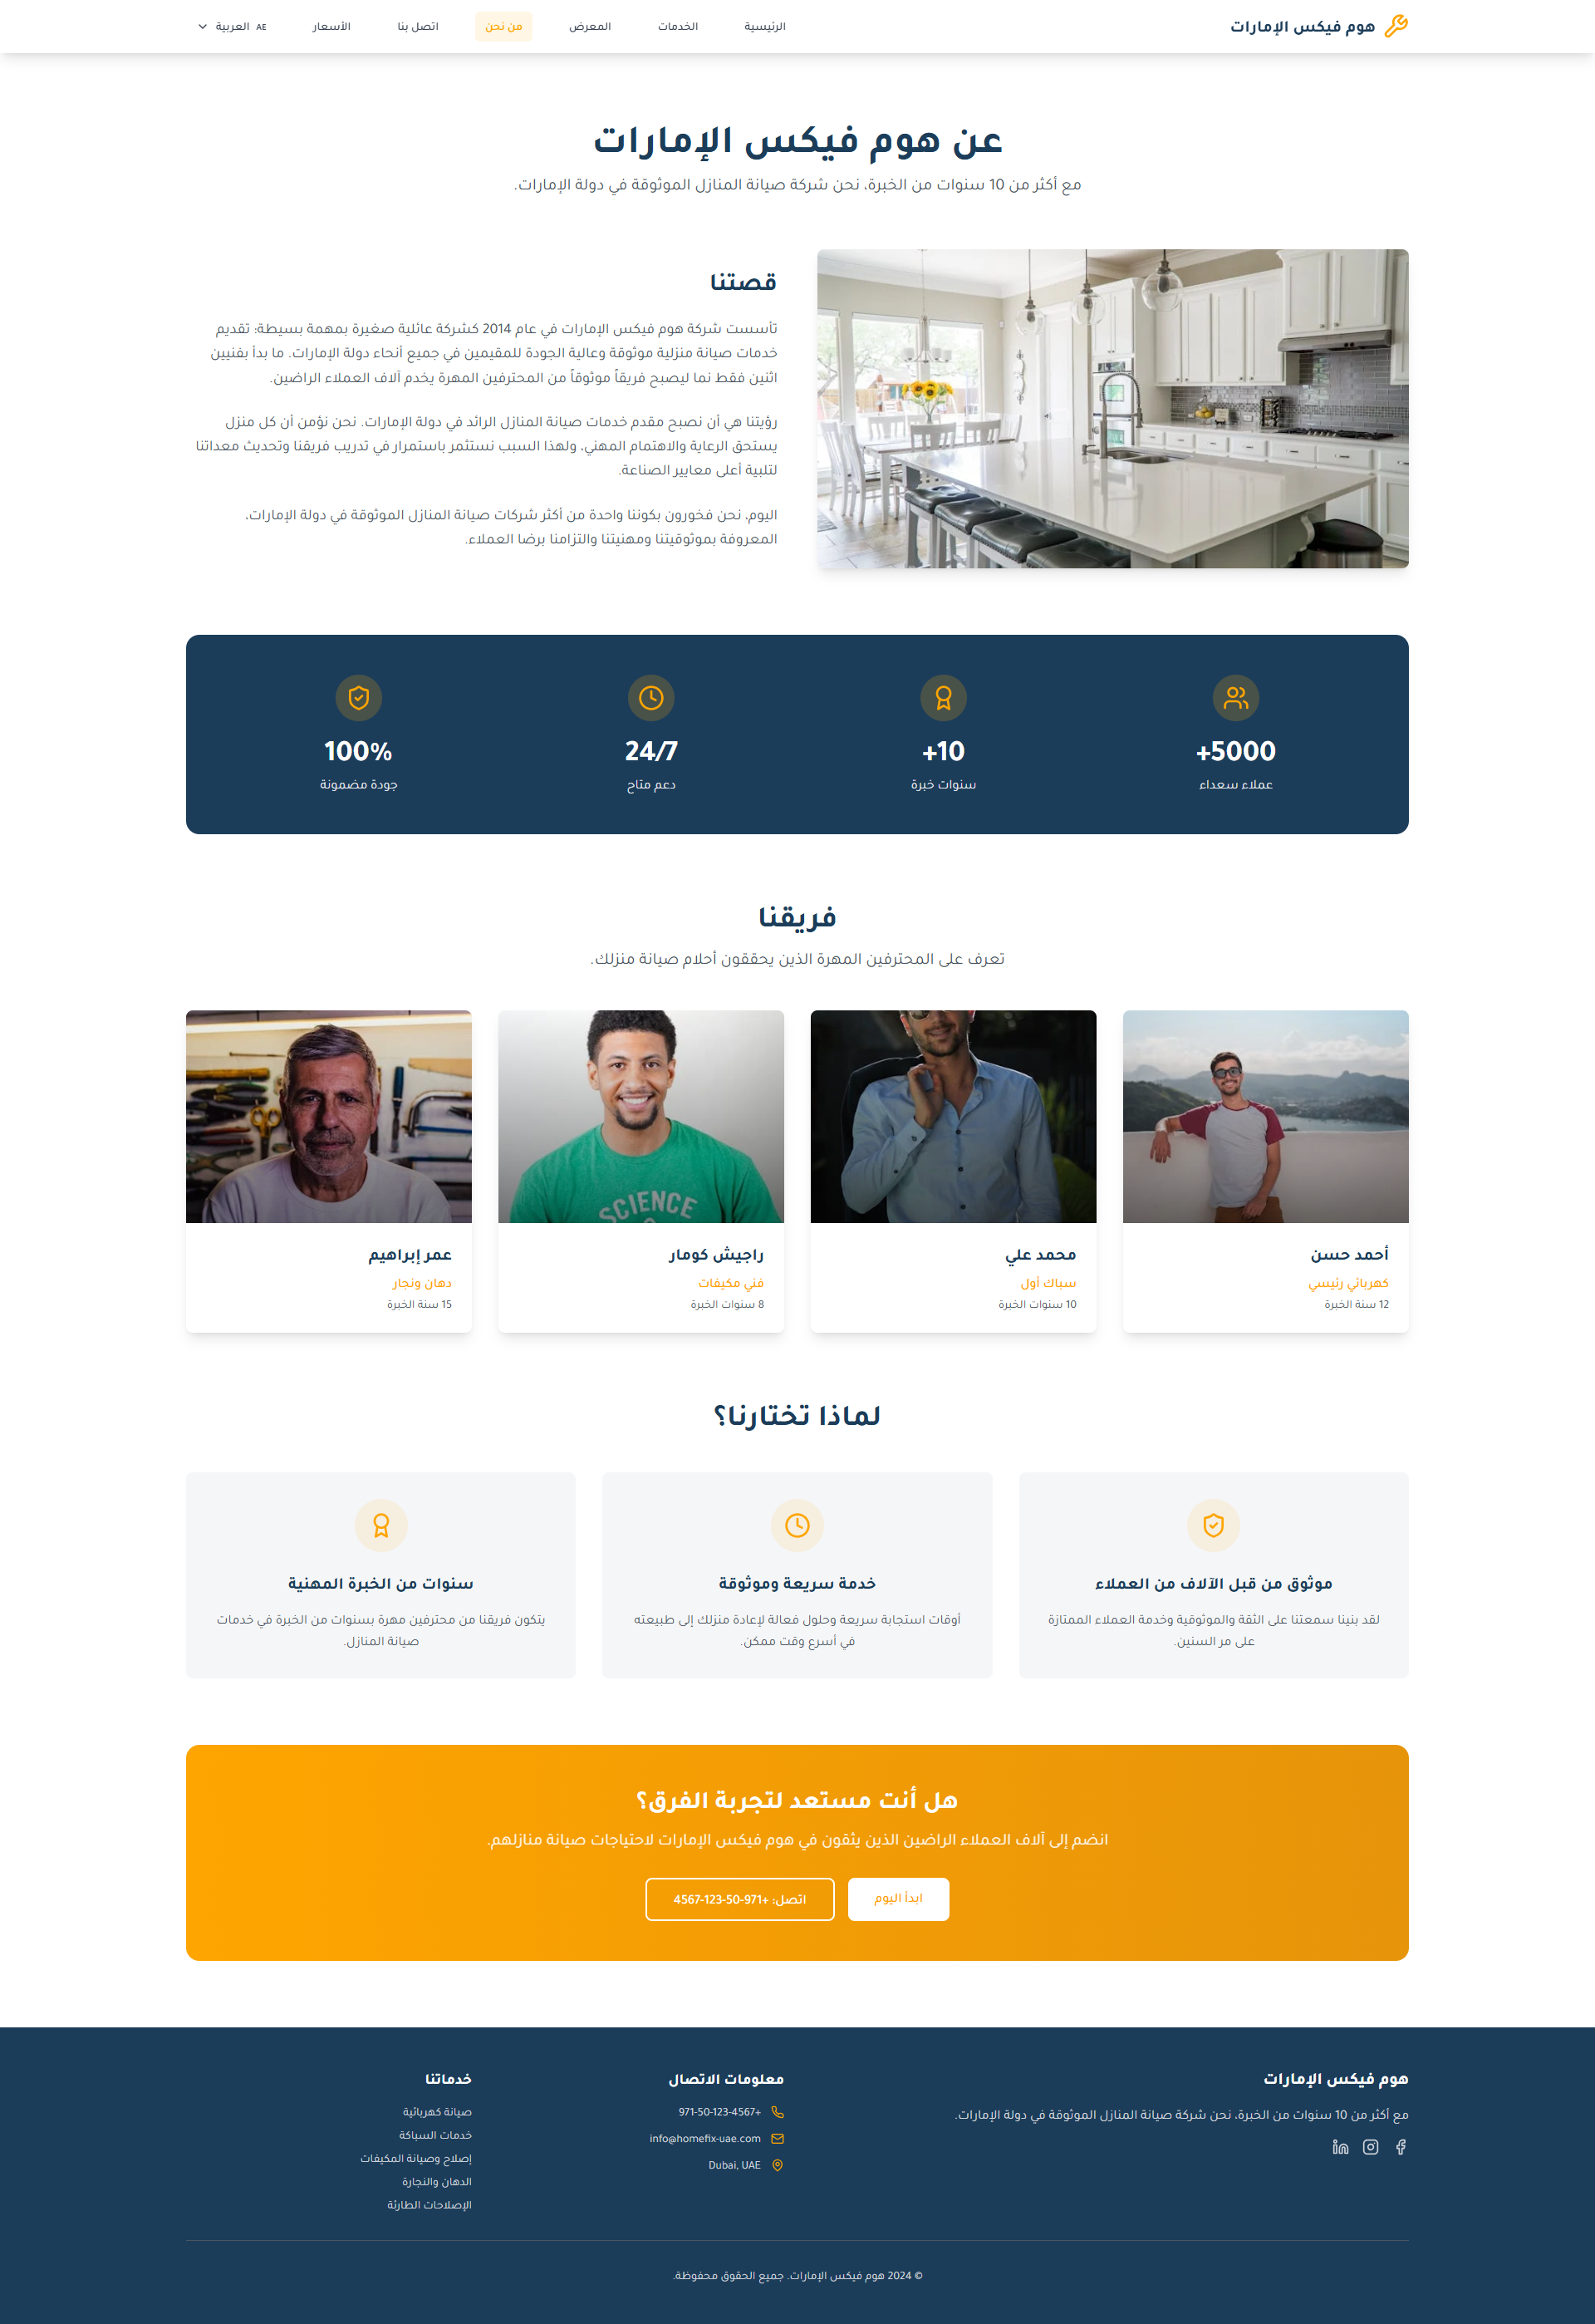 هوم فيكس الإمارات
الرئيسية
الخدمات
المعرض
من نحن
اتصل بنا
الأسعار
AE العربية
عن هوم فيكس الإمارات
مع أكثر من 10 سنوات من الخبرة، نحن شركة صيانة المنازل الموثوقة في دولة الإمارات.
قصتنا
تأسست شركة هوم فيكس الإمارات في عام 2014 كشركة عائلية صغيرة بمهمة بسيطة: تقديم
خدمات صيانة منزلية موثوقة وعالية الجودة للمقيمين في جميع أنحاء دولة الإمارات. ما بدأ بفنيين
اثنين فقط نما ليصبح فريقاً موثوقاً من المحترفين المهرة يخدم آلاف العملاء الراضين.
رؤيتنا هي أن نصبح مقدم خدمات صيانة المنازل الرائد في دولة الإمارات. نحن نؤمن أن كل منزل
يستحق الرعاية والاهتمام المهني، ولهذا السبب نستثمر باستمرار في تدريب فريقنا وتحديث معداتنا
لتلبية أعلى معايير الصناعة.
اليوم، نحن فخورون بكوننا واحدة من أكثر شركات صيانة المنازل الموثوقة في دولة الإمارات،
المعروفة بموثوقيتنا ومهنيتنا والتزامنا برضا العملاء.
+5000
عملاء سعداء
+10
سنوات خبرة
24/7
دعم متاح
100%
جودة مضمونة
فريقنا
تعرف على المحترفين المهرة الذين يحققون أحلام صيانة منزلك.
SCIENCE
أحمد حسن
كهربائي رئيسي
12 سنة الخبرة
محمد علي
سباك أول
10 سنوات الخبرة
راجيش كومار
فني مكيفات
8 سنوات الخبرة
عمر إبراهيم
دهان ونجار
15 سنة الخبرة
لماذا تختارنا؟
موثوق من قبل الآلاف من العملاء
لقد بنينا سمعتنا على الثقة والموثوقية وخدمة العملاء الممتازة
على مر السنين.
خدمة سريعة وموثوقة
أوقات استجابة سريعة وحلول فعالة لإعادة منزلك إلى طبيعته
في أسرع وقت ممكن.
سنوات من الخبرة المهنية
يتكون فريقنا من محترفين مهرة بسنوات من الخبرة في خدمات
صيانة المنازل.
هل أنت مستعد لتجربة الفرق؟
انضم إلى آلاف العملاء الراضين الذين يثقون في هوم فيكس الإمارات لاحتياجات صيانة منازلهم.
ابدأ اليوم
اتصل: +971-50-123-4567
هوم فيكس الإمارات
مع أكثر من 10 سنوات من الخبرة، نحن شركة صيانة المنازل الموثوقة في دولة الإمارات.
معلومات الاتصال
971-50-123-4567+
info@homefix-uae.com
Dubai, UAE
خدماتنا
صيانة كهربائية
خدمات السباكة
إصلاح وصيانة المكيفات
الدهان والنجارة
الإصلاحات الطارئة
© 2024 هوم فيكس الإمارات. جميع الحقوق محفوظة.